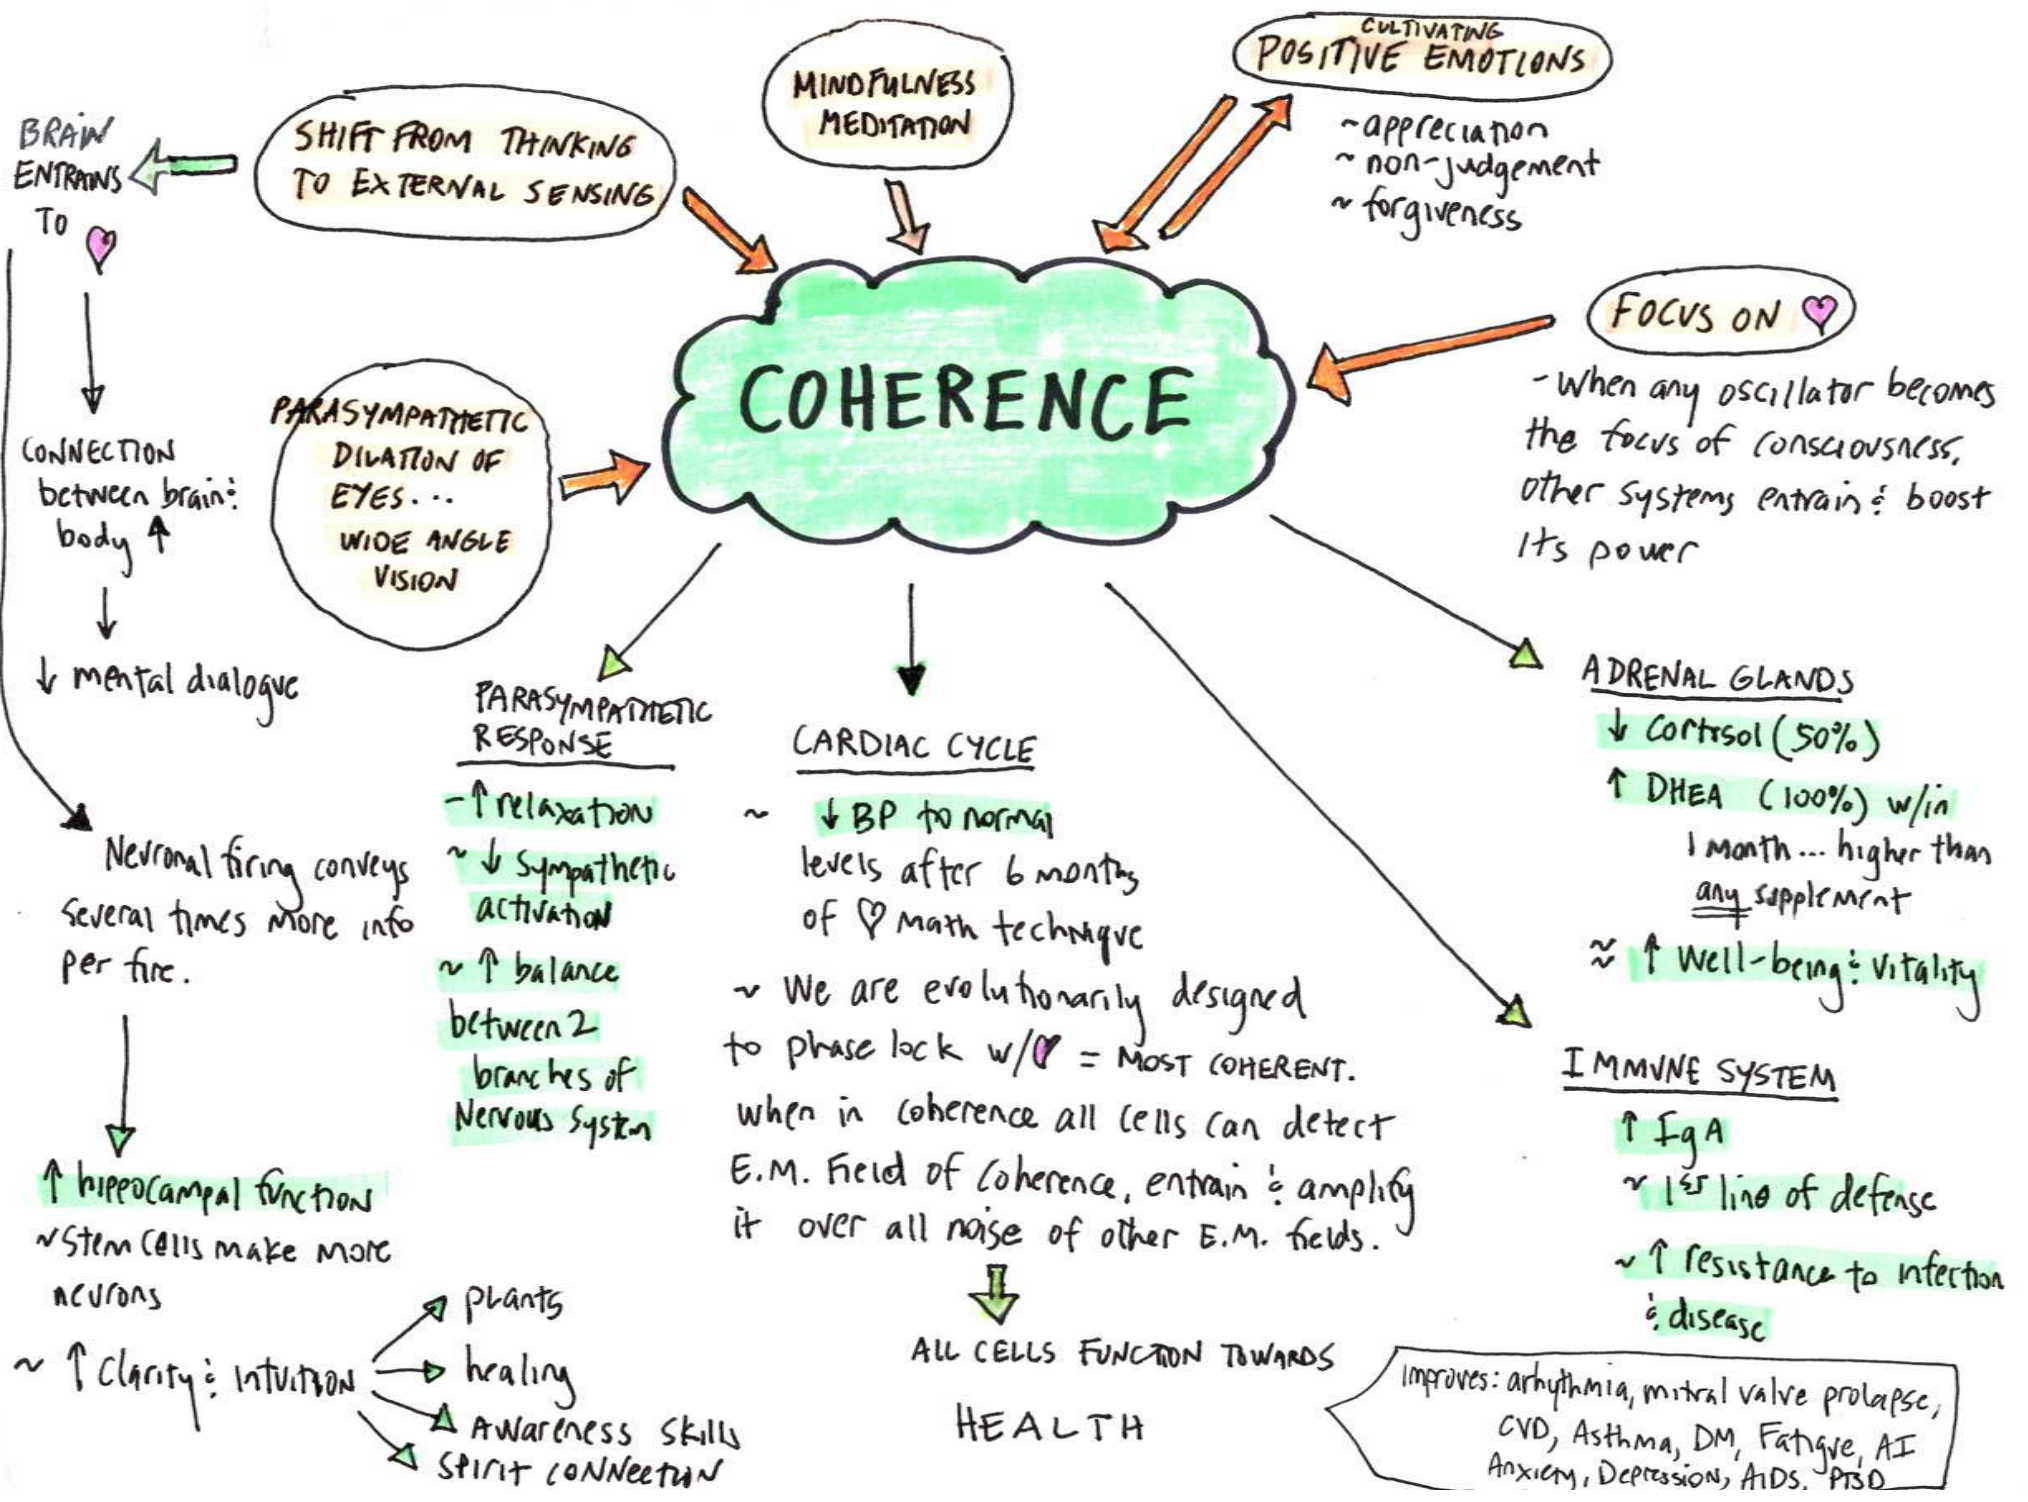 CULTIVATING
POSITIVE EMOTIONS
~appreciation
~ non-judgement
~ forgiveness
MINDFULNESS
MEDITATION
SHIFT FROM THINKING
TO EXTERNAL SENSING
BRAIN
ENTRAINS
TO
FOCUS ON
- When any oscillator becomes
the focus of consciousness,
other systems entrain & boost
its power
COHERENCE
PARASYMPATHETIC
DILATION OF
EYES...
WIDE ANGLE
VISION
CONNECTION
between brain &
body ↑
↓ mental dialogue
Neuronal firing conveys
several times more info
per fire.
↑ hippocampal function
~ Stem cells make more
neurons
~ ↑ Clarity & intuition
plants
healing
Awareness skills
spirit connection
PARASYMPATHETIC
RESPONSE
- ↑ relaxation
~ ↓ sympathetic
activation
~ ↑ balance
between 2
branches of
Nervous System
CARDIAC CYCLE
~ ↓ BP to normal
levels after 6 months
of ♡ math technique
~ We are evolutionarily designed
to phase lock w/♥ = MOST COHERENT.
when in coherence all cells can detect
E.M. Field of coherence, entrain & amplify
it over all noise of other E.M. fields.
ALL CELLS FUNCTION TOWARDS
HEALTH
ADRENAL GLANDS
↓ Cortisol (50%)
↑ DHEA (100%) w/in
1 month... higher than
any supplement
≈ ↑ Well-being & Vitality
IMMUNE SYSTEM
↑ IgA
~ 1st line of defense
~ ↑ resistance to infection
& disease
Improves: arhythmia, mitral valve prolapse,
CVD, Asthma, DM, Fatigue, AI
Anxiety, Depression, AIDS, PTSD